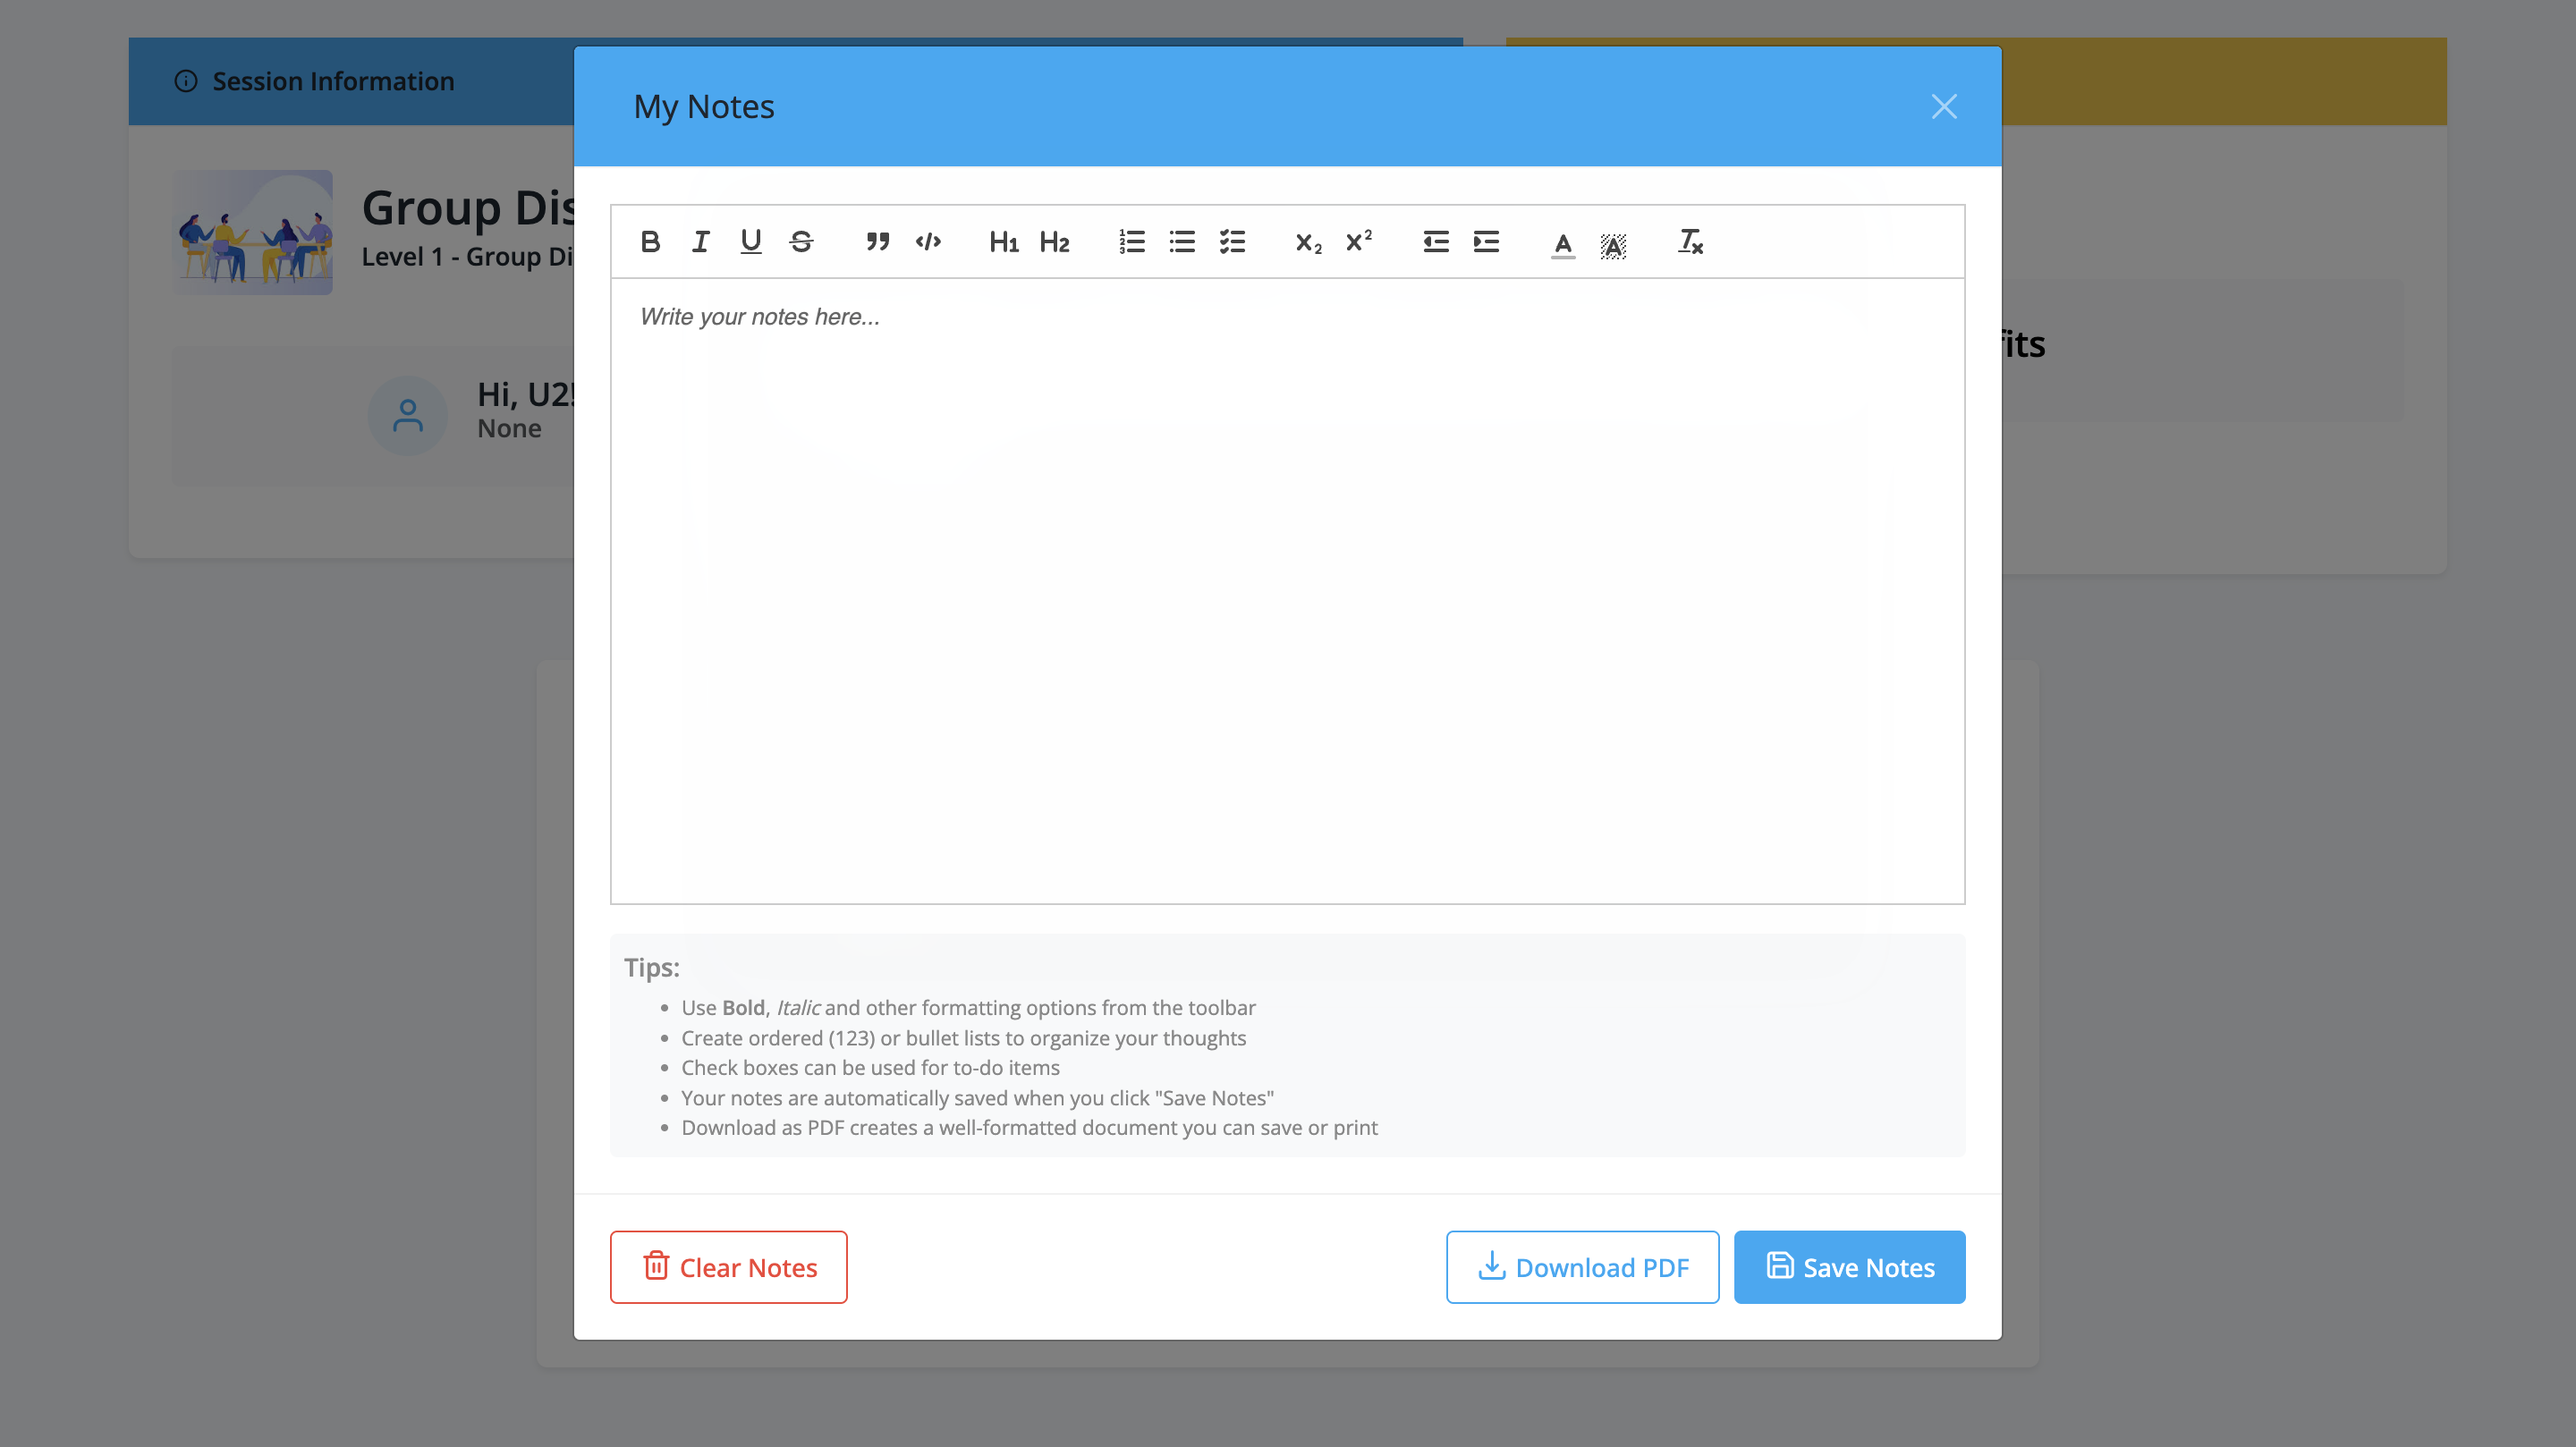 Session Information
My Notes
Group Dis
Level 1 - Group Di
Hi, U2!
None
fits
B I U S H1 H2 X2 X2 A A Tx
Write your notes here...
Tips:
Use Bold, Italic and other formatting options from the toolbar
Create ordered (123) or bullet lists to organize your thoughts
Check boxes can be used for to-do items
Your notes are automatically saved when you click "Save Notes"
Download as PDF creates a well-formatted document you can save or print
Clear Notes
Download PDF
Save Notes